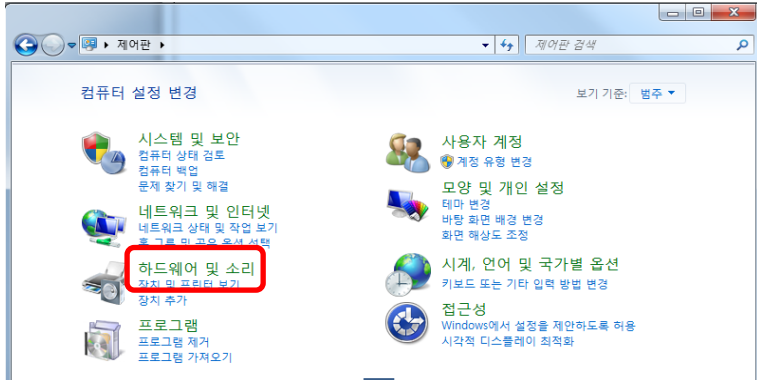 제어판
제어판 검색
컴퓨터 설정 변경
보기 기준: 범주
시스템 및 보안
컴퓨터 상태 검토
컴퓨터 백업
문제 찾기 및 해결
네트워크 및 인터넷
네트워크 상태 및 작업 보기
홈 그룹 및 공유 옵션 선택
하드웨어 및 소리
장치 및 프린터 보기
장치 추가
프로그램
프로그램 제거
프로그램 가져오기
사용자 계정
계정 유형 변경
모양 및 개인 설정
테마 변경
바탕 화면 배경 변경
화면 해상도 조정
시계, 언어 및 국가별 옵션
키보드 또는 기타 입력 방법 변경
접근성
Windows에서 설정을 제안하도록 허용
시각적 디스플레이 최적화